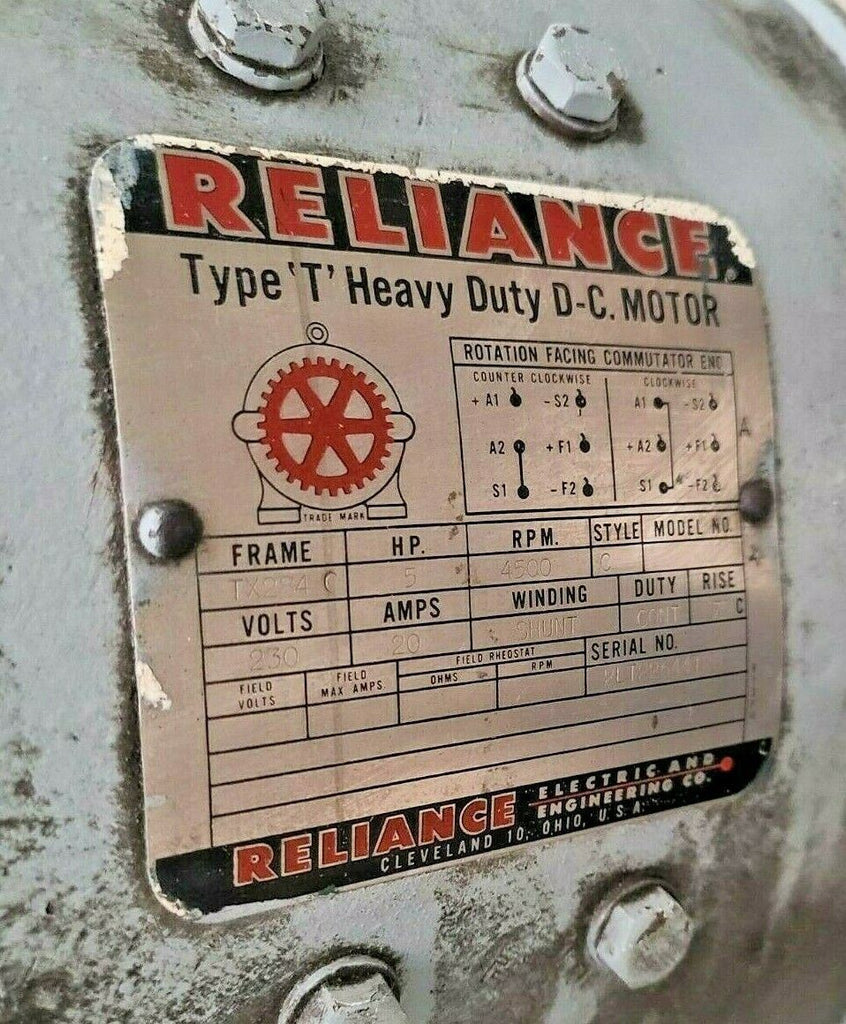 RELIANCE
Type 'T' Heavy Duty D-C. MOTOR
ROTATION FACING COMMUTATOR END
COUNTER CLOCKWISE CLOCKWISE
+ A1 - S2 A1 - S2
A2 + F1 + A2 + F1
S1 - F2 S1 - F2
TRADE MARK
FRAME HP. RPM. STYLE MODEL NO.
5 4500 C
VOLTS AMPS WINDING DUTY RISE
230 20 SHUNT CONT C
FIELD VOLTS FIELD MAX AMPS FIELD RHEOSTAT SERIAL NO.
OHMS RPM
RELIANCE ELECTRIC AND
ENGINEERING CO.
CLEVELAND 10, OHIO, U.S.A.